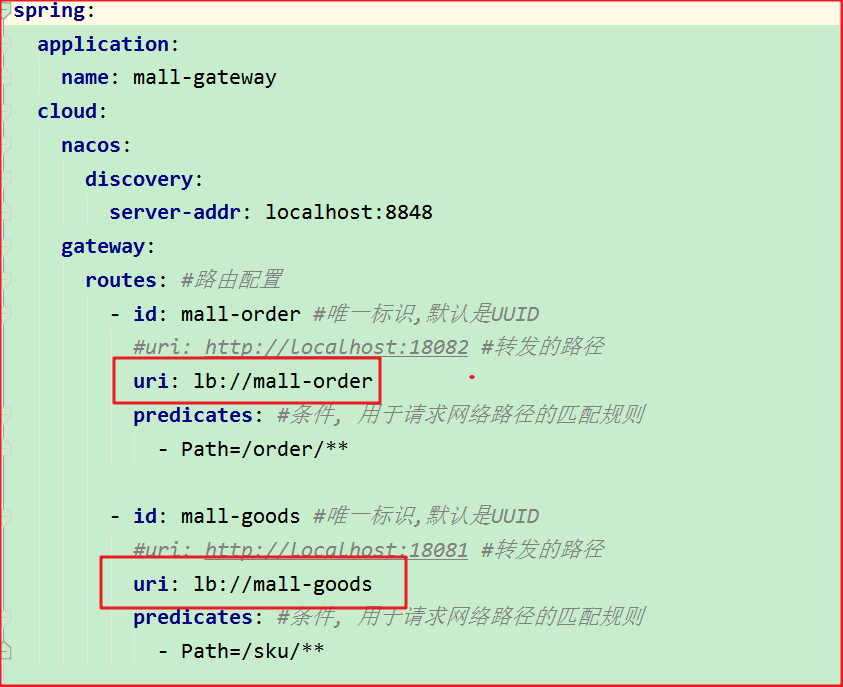 spring:
  application:
    name: mall-gateway
  cloud:
    nacos:
      discovery:
        server-addr: localhost:8848
    gateway:
      routes: #路由配置
        - id: mall-order #唯一标识,默认是UUID
          #uri: http://localhost:18082 #转发的路径
          uri: lb://mall-order
          predicates: #条件, 用于请求网络路径的匹配规则
            - Path=/order/**
        - id: mall-goods #唯一标识,默认是UUID
          #uri: http://localhost:18081 #转发的路径
          uri: lb://mall-goods
          predicates: #条件, 用于请求网络路径的匹配规则
            - Path=/sku/**